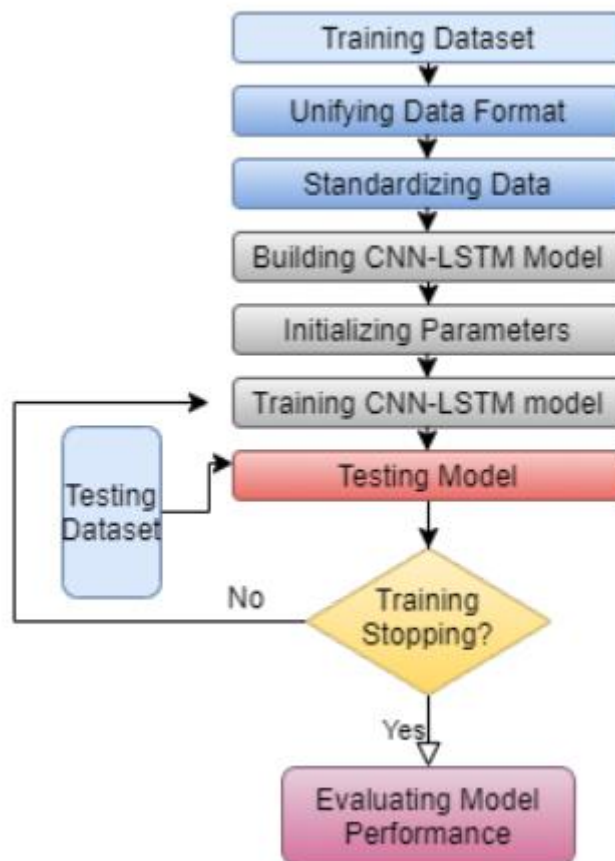 Training Dataset
Unifying Data Format
Standardizing Data
Building CNN-LSTM Model
Initializing Parameters
Training CNN-LSTM model
Testing Model
Testing
Dataset
No
Training
Stopping?
Yes
Evaluating Model
Performance